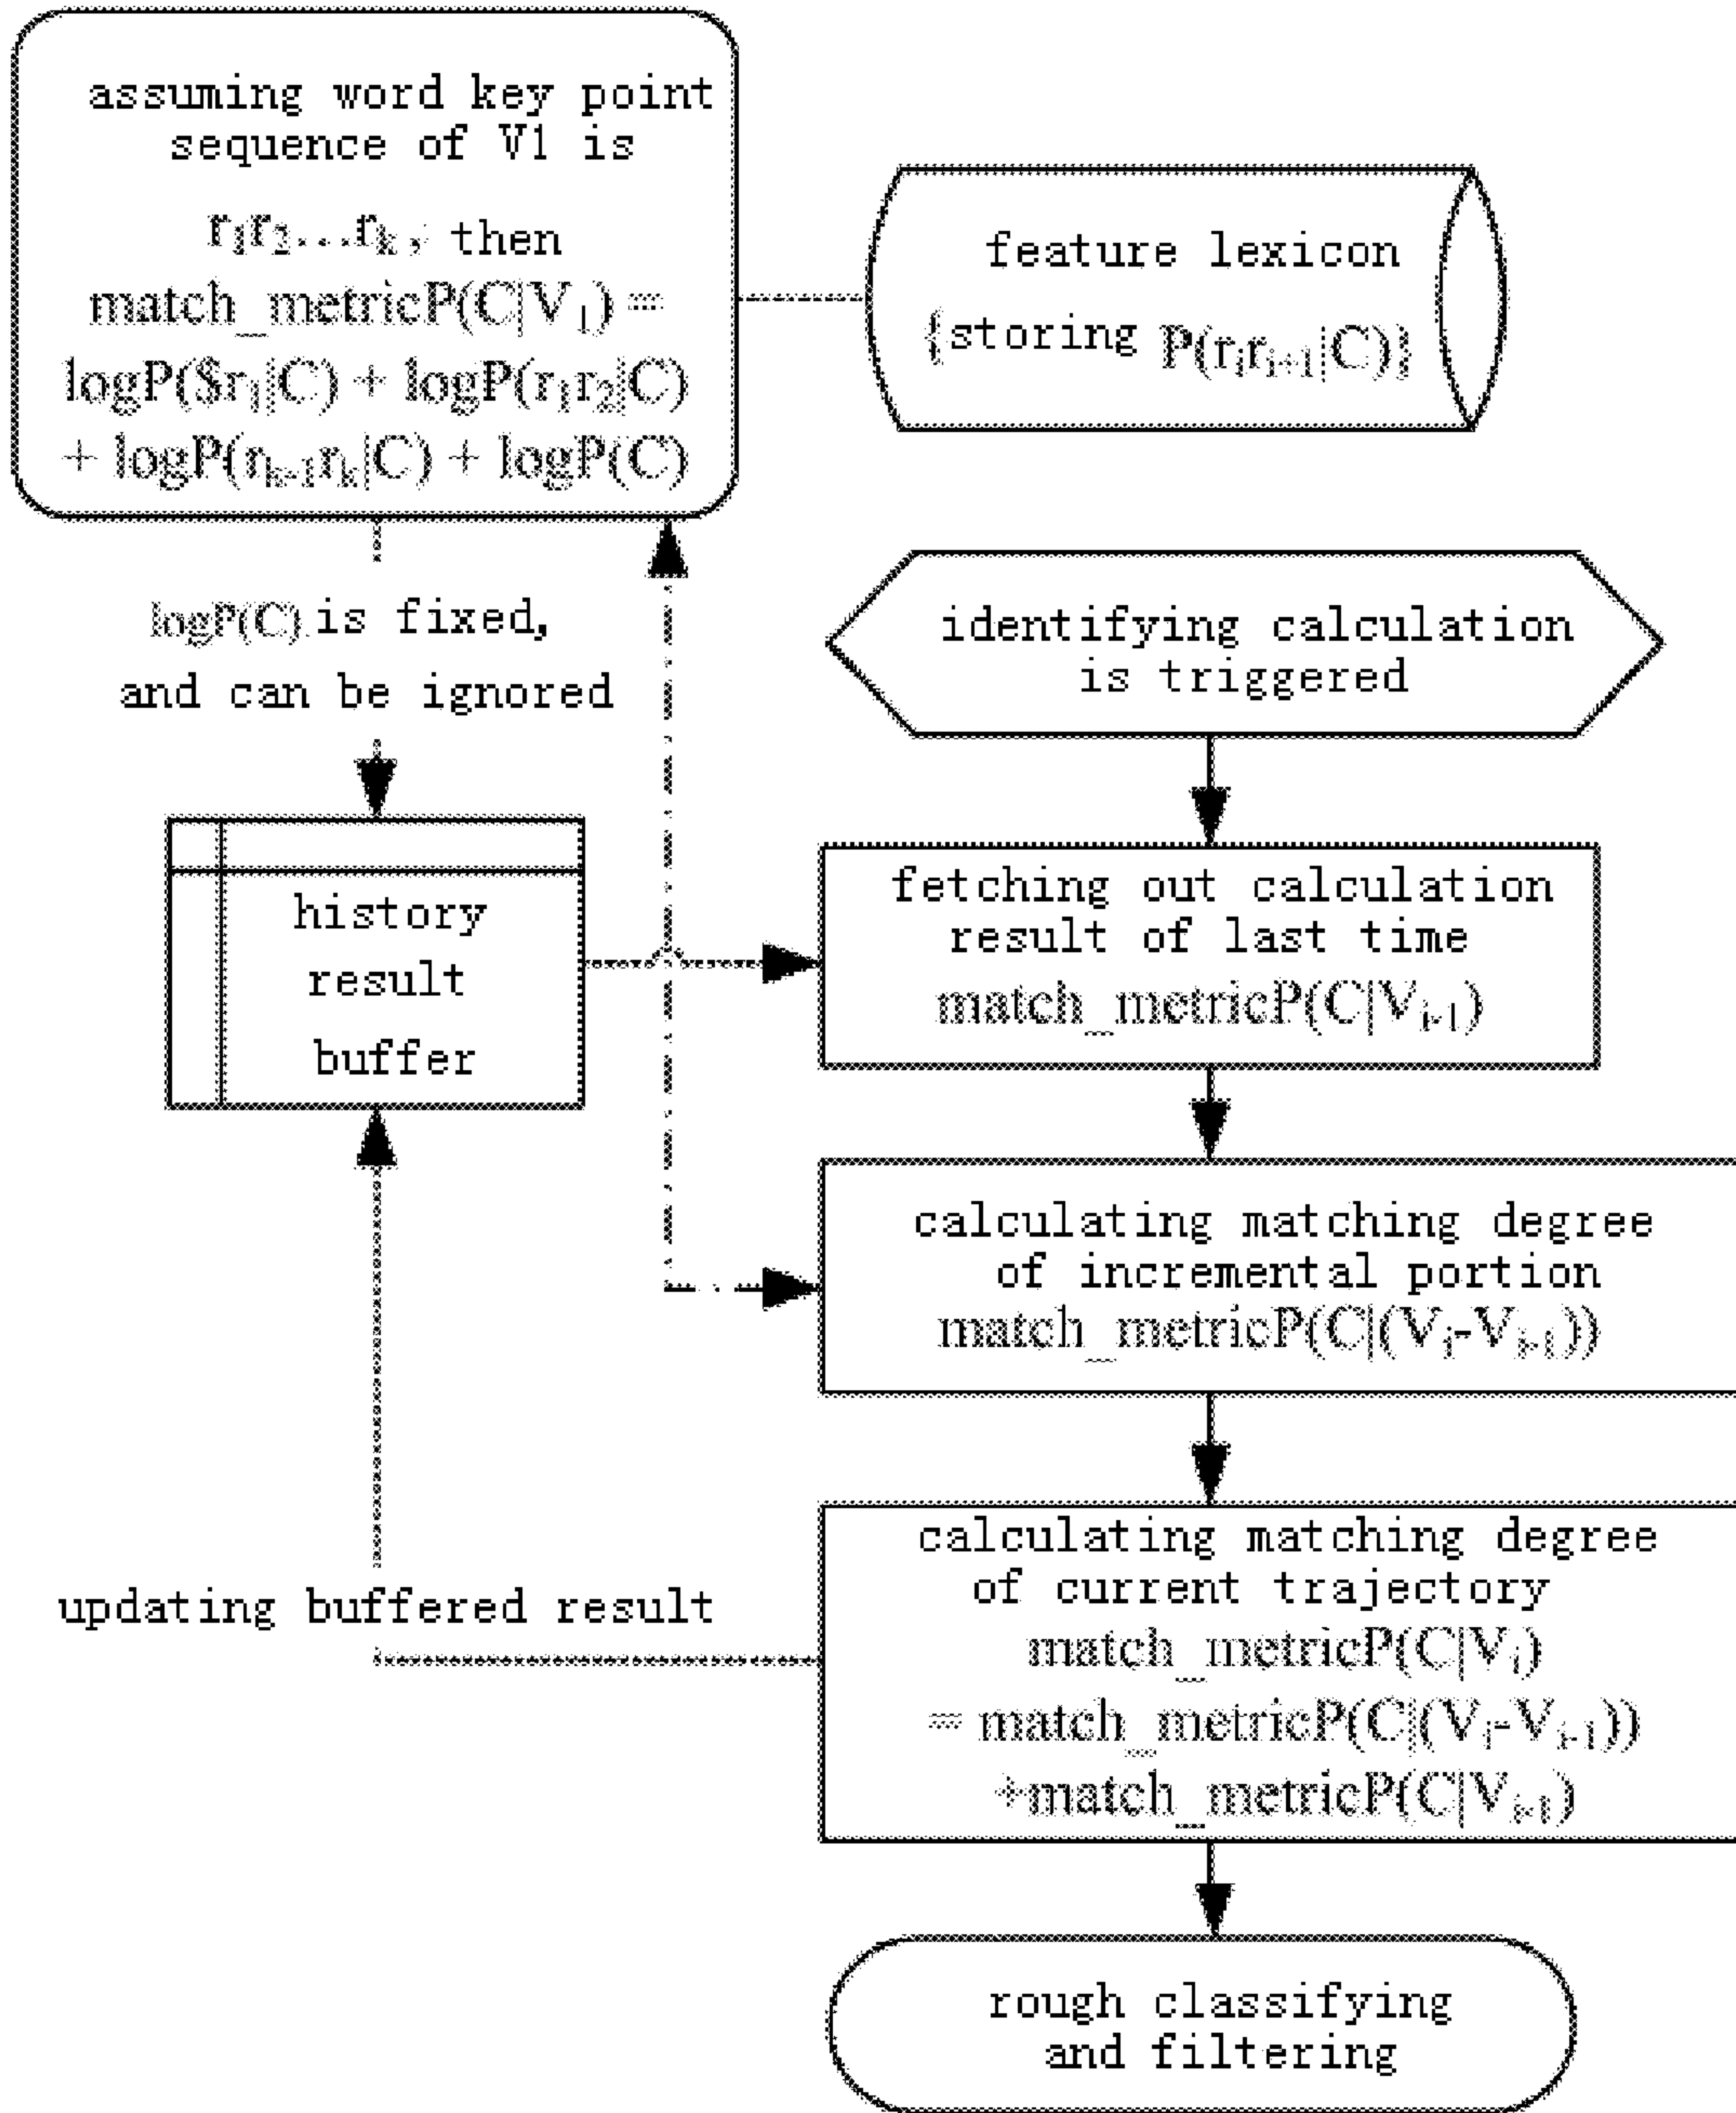 assuming word key point
sequence of V1 is
r₁r₂...rₖ, then
match_metricP(C|V₁) =
logP($r₁|C) + logP(r₁r₂|C)
+ logP(rₖ₋₁rₖ|C) + logP(C)
feature lexicon
{storing P(rᵢrᵢ₊₁|C)}
logP(C) is fixed,
and can be ignored
identifying calculation
is triggered
history
result
buffer
fetching out calculation
result of last time
match_metricP(C|Vᵢ₋₁)
calculating matching degree
of incremental portion
match_metricP(C|(Vᵢ-Vᵢ₋₁))
updating buffered result
calculating matching degree
of current trajectory
match_metricP(C|Vᵢ)
= match_metricP(C|(Vᵢ-Vᵢ₋₁))
+match_metricP(C|Vᵢ₋₁)
rough classifying
and filtering